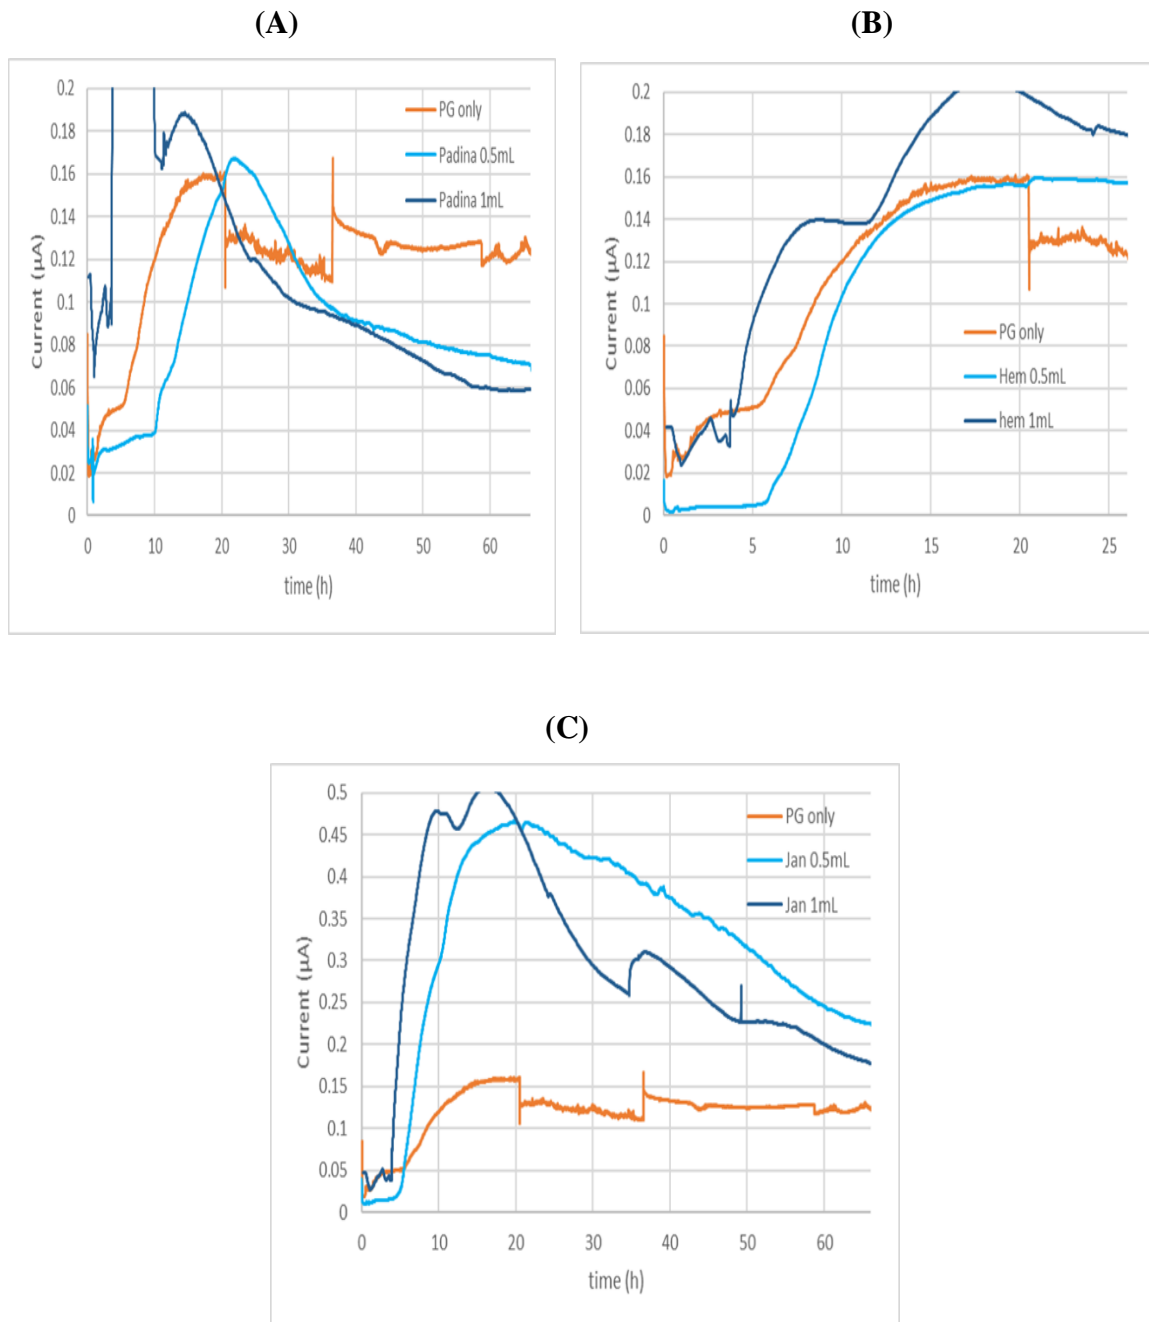 (A)
0.2
0.18
0.16
0.14
0.12
0.1
0.08
0.06
0.04
0.02
0
Current (μA)
PG only
Padina 0.5mL
Padina 1mL
0 10 20 30 40 50 60
time (h)
(B)
0.2
0.18
0.16
0.14
0.12
0.1
0.08
0.06
0.04
0.02
0
Current (μA)
PG only
Hem 0.5mL
hem 1mL
0 5 10 15 20 25
time (h)
(C)
0.5
0.45
0.4
0.35
0.3
0.25
0.2
0.15
0.1
0.05
0
Current (μA)
PG only
Jan 0.5mL
Jan 1mL
0 10 20 30 40 50 60
time (h)